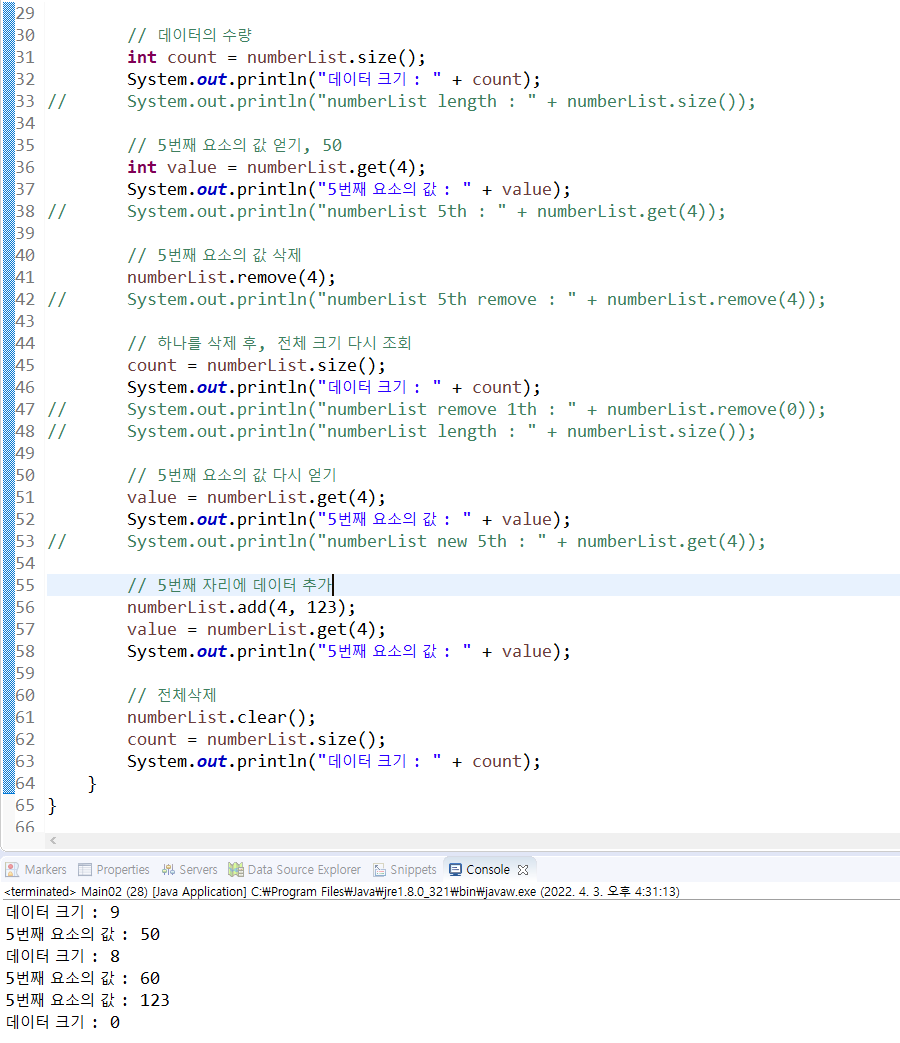 29
30 // 데이터의 수량
31 int count = numberList.size();
32 System.out.println("데이터 크기 : " + count);
33 // System.out.println("numberList length : " + numberList.size());
34
35 // 5번째 요소의 값 얻기, 50
36 int value = numberList.get(4);
37 System.out.println("5번째 요소의 값 : " + value);
38 // System.out.println("numberList 5th : " + numberList.get(4));
39
40 // 5번째 요소의 값 삭제
41 numberList.remove(4);
42 // System.out.println("numberList 5th remove : " + numberList.remove(4));
43
44 // 하나를 삭제 후, 전체 크기 다시 조회
45 count = numberList.size();
46 System.out.println("데이터 크기 : " + count);
47 // System.out.println("numberList remove 1th : " + numberList.remove(0));
48 // System.out.println("numberList length : " + numberList.size());
49
50 // 5번째 요소의 값 다시 얻기
51 value = numberList.get(4);
52 System.out.println("5번째 요소의 값 : " + value);
53 // System.out.println("numberList new 5th : " + numberList.get(4));
54
55 // 5번째 자리에 데이터 추가
56 numberList.add(4, 123);
57 value = numberList.get(4);
58 System.out.println("5번째 요소의 값 : " + value);
59
60 // 전체삭제
61 numberList.clear();
62 count = numberList.size();
63 System.out.println("데이터 크기 : " + count);
64 }
65 }
66
Markers Properties Servers Data Source Explorer Snippets Console
<terminated> Main02 (28) [Java Application] C:₩Program Files₩Java₩jre1.8.0_321₩bin₩javaw.exe (2022. 4. 3. 오후 4:31:13)
데이터 크기 : 9
5번째 요소의 값 : 50
데이터 크기 : 8
5번째 요소의 값 : 60
5번째 요소의 값 : 123
데이터 크기 : 0